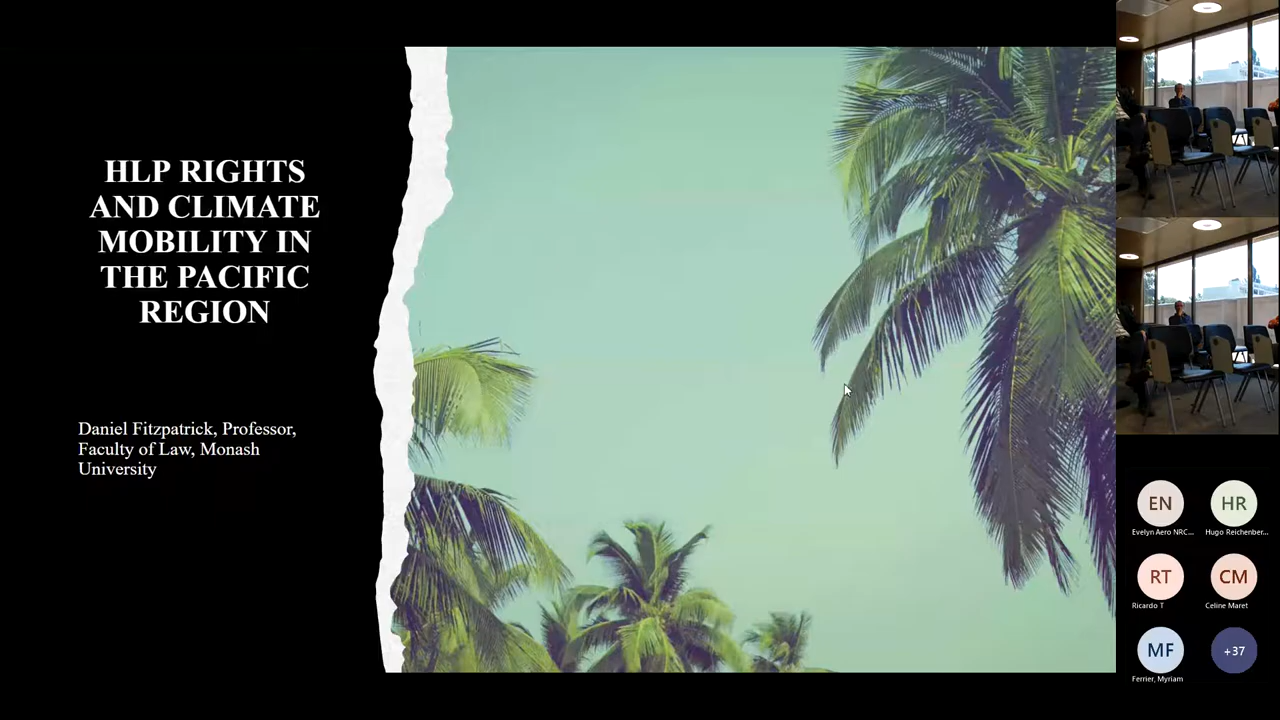 HLP RIGHTS
AND CLIMATE
MOBILITY IN
THE PACIFIC
REGION
Daniel Fitzpatrick, Professor,
Faculty of Law, Monash
University
EN
HR
Evelyn Aero NRC...
Hugo Reichenber...
RT
CM
Ricardo T
Celine Maret
MF
+37
Ferrier, Myriam